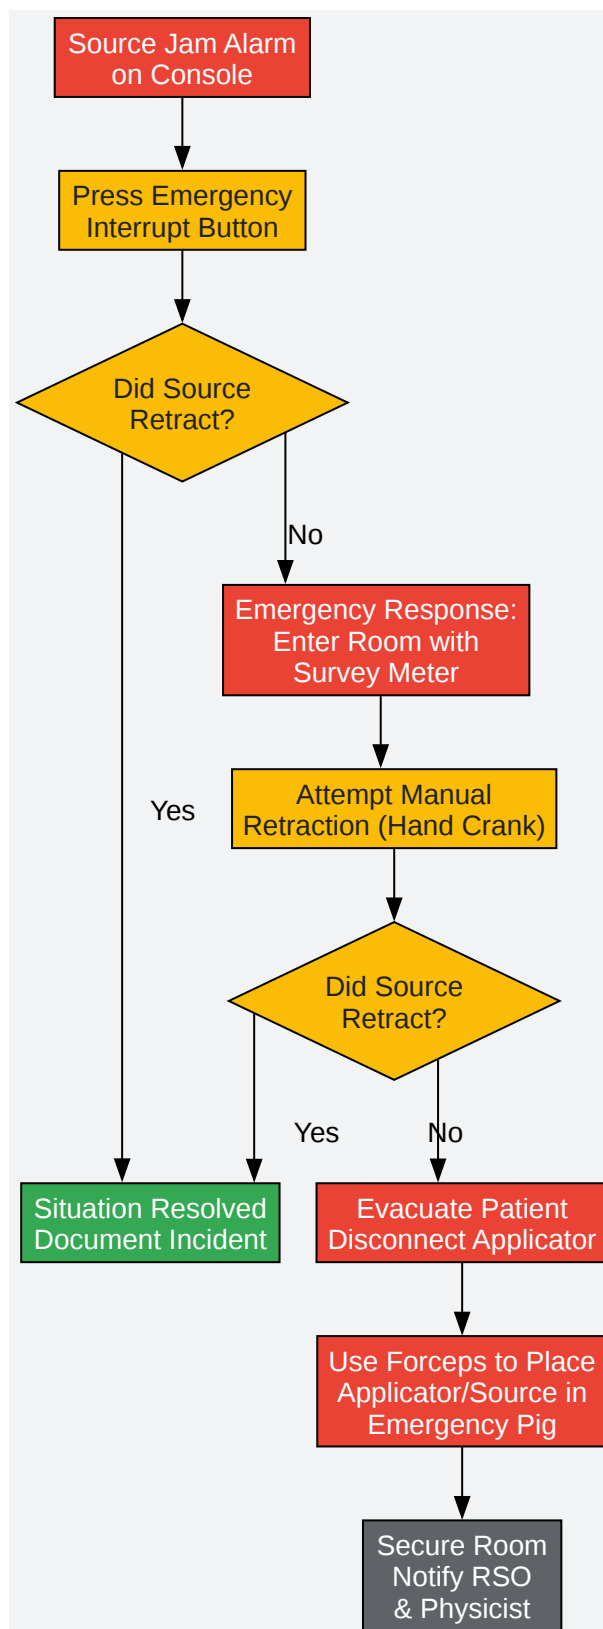 Source Jam Alarm
on Console
Press Emergency
Interrupt Button
Did Source
Retract?
No
Emergency Response:
Enter Room with
Survey Meter
Yes
Attempt Manual
Retraction (Hand Crank)
Did Source
Retract?
Yes
No
Situation Resolved
Document Incident
Evacuate Patient
Disconnect Applicator
Use Forceps to Place
Applicator/Source in
Emergency Pig
Secure Room
Notify RSO
& Physicist